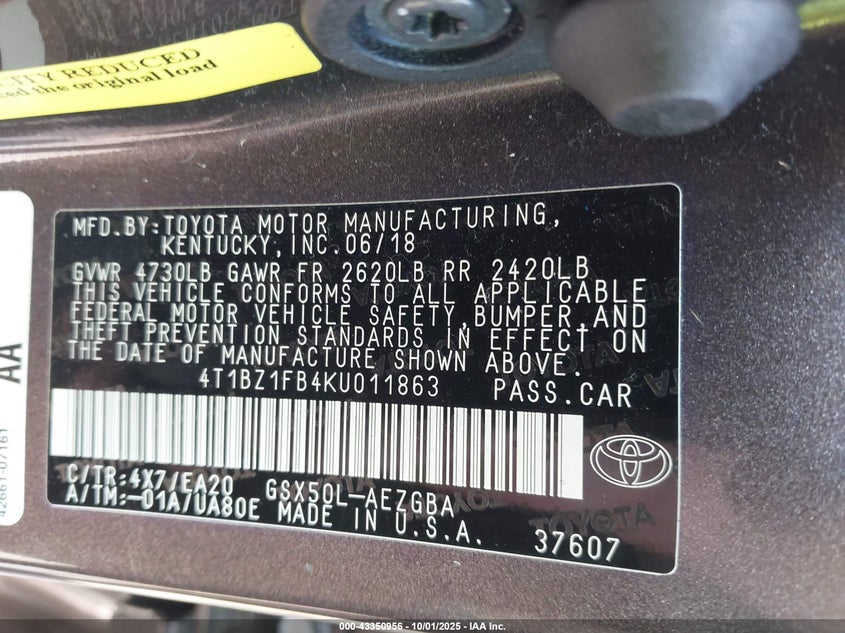 ITY REDUCED
ed the original load
AA
42661-07161
MFD.BY:TOYOTA MOTOR MANUFACTURING,
KENTUCKY,INC.06/18
GVWR 4730LB GAWR FR 2620LB RR 2420LB
THIS VEHICLE CONFORMS TO ALL APPLICABLE
FEDERAL MOTOR VEHICLE SAFETY,BUMPER,AND
THEFT PREVENTION STANDARDS IN EFFECT ON
THE DATE OF MANUFACTURE SHOWN ABOVE.
4T1BZ1FB4KU011863 PASS.CAR
C/TR:4X7/EA20 GSX50L-AEZGBA
A/TM:-01A/UA80E MADE IN U.S.A.
37607
TOYOTA
000-43350956 - 10/01/2025 - IAA Inc.